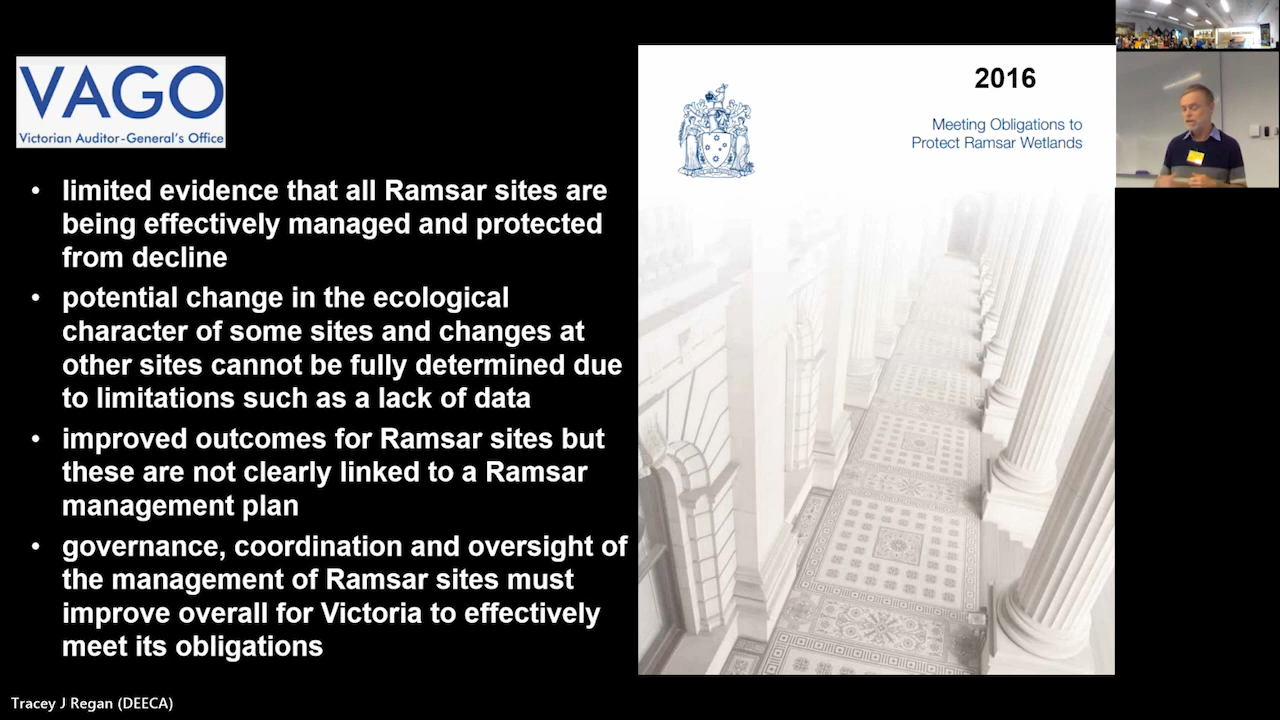 VAGO
Victorian Auditor-General's Office
• limited evidence that all Ramsar sites are
being effectively managed and protected
from decline
• potential change in the ecological
character of some sites and changes at
other sites cannot be fully determined due
to limitations such as a lack of data
• improved outcomes for Ramsar sites but
these are not clearly linked to a Ramsar
management plan
• governance, coordination and oversight of
the management of Ramsar sites must
improve overall for Victoria to effectively
meet its obligations
2016
Meeting Obligations to
Protect Ramsar Wetlands
Tracey J Regan (DEECA)